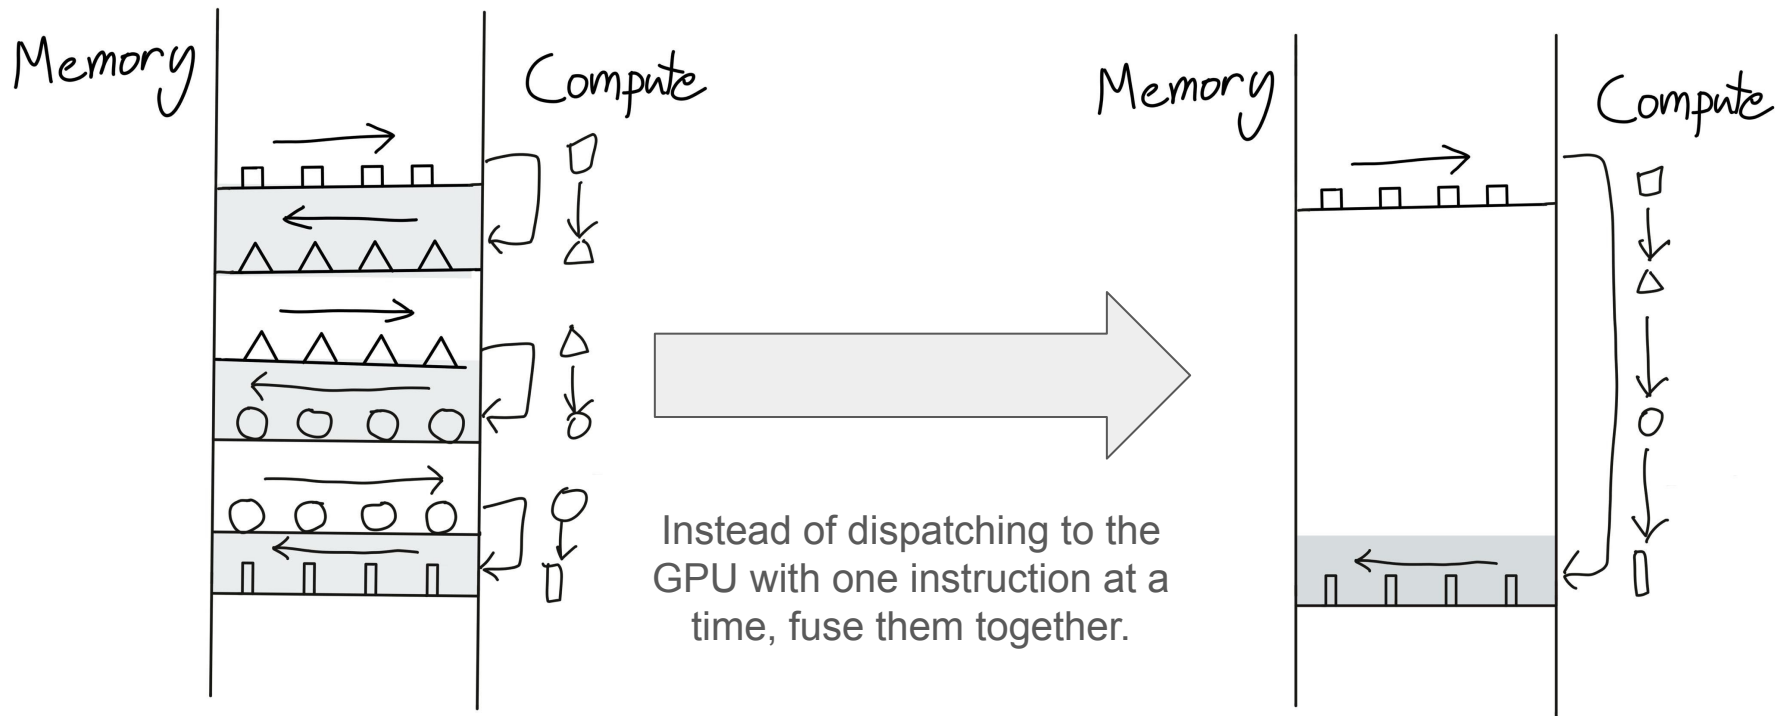 Memory
Compute
Memory
Compute
Instead of dispatching to the
GPU with one instruction at a
time, fuse them together.